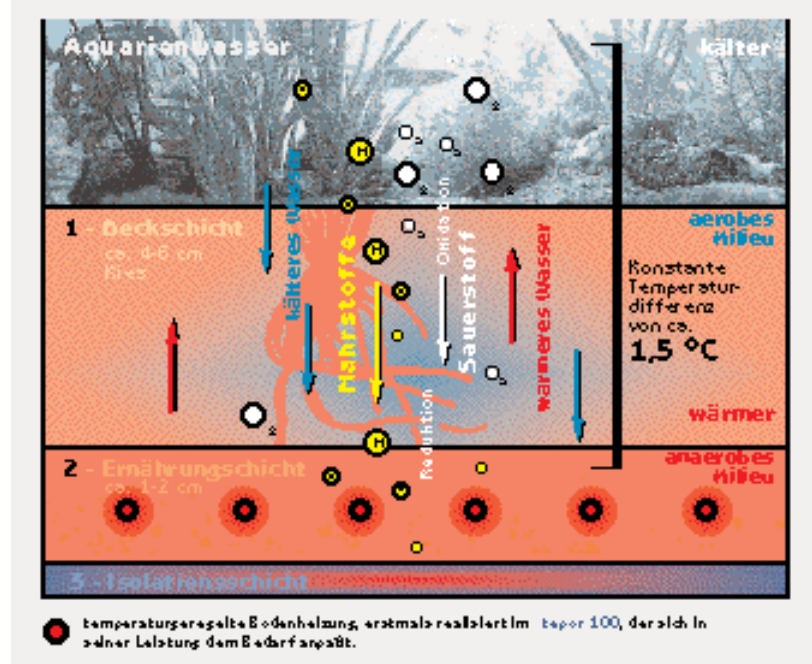 Aquarienwasser
kälter
kälteres Wasser
Oxidation
1 - Deckschicht
ca. 4-6 cm
Kies
aerobes
Milieu
Nährstoffe
Sauerstoff
wärmeres Wasser
Konstante
Temperatur-
differenz
von ca.
1,5 °C
Reduktion
wärmer
2 - Ernährungschicht
ca. 1-2 cm
anaerobes
Milieu
3 - Isolationsschicht
temperaturgeregelte Bodenheizung, erstmals realisiert im tepor 100, der sich in
seiner Leistung dem Bedarf anpaßt.